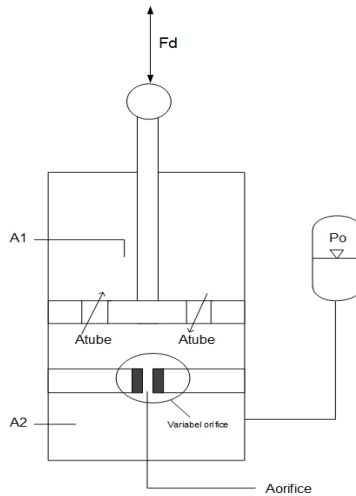 Fd
A1
Po
Atube
Atube
A2
Variabel orifice
Aorifice